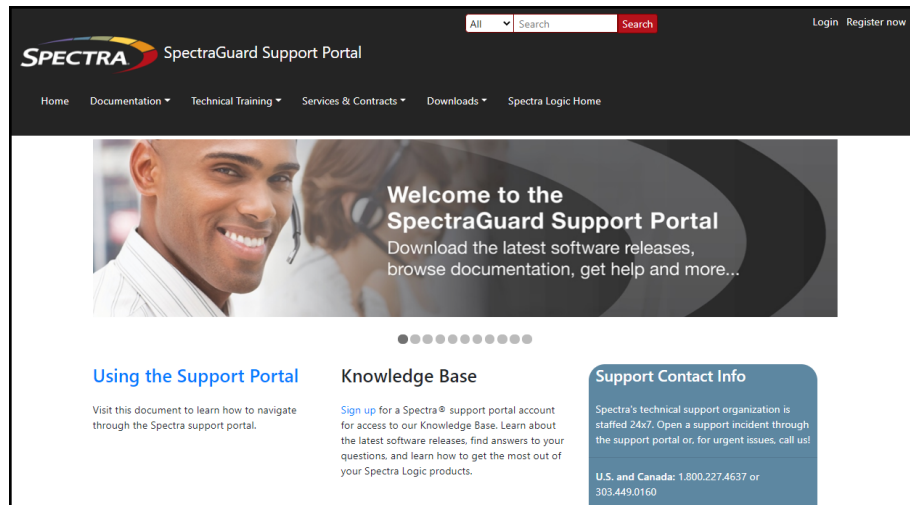 All Search Search Login Register now
SPECTRA SpectraGuard Support Portal
Home Documentation Technical Training Services & Contracts Downloads Spectra Logic Home
Welcome to the
SpectraGuard Support Portal
Download the latest software releases,
browse documentation, get help and more...
Using the Support Portal
Visit this document to learn how to navigate
through the Spectra support portal.
Knowledge Base
Sign up for a Spectra® support portal account
for access to our Knowledge Base. Learn about
the latest software releases, find answers to your
questions, and learn how to get the most out of
your Spectra Logic products.
Support Contact Info
Spectra's technical support organization is
staffed 24x7. Open a support incident through
the support portal or, for urgent issues, call us!
U.S. and Canada: 1.800.227.4637 or
303.449.0160